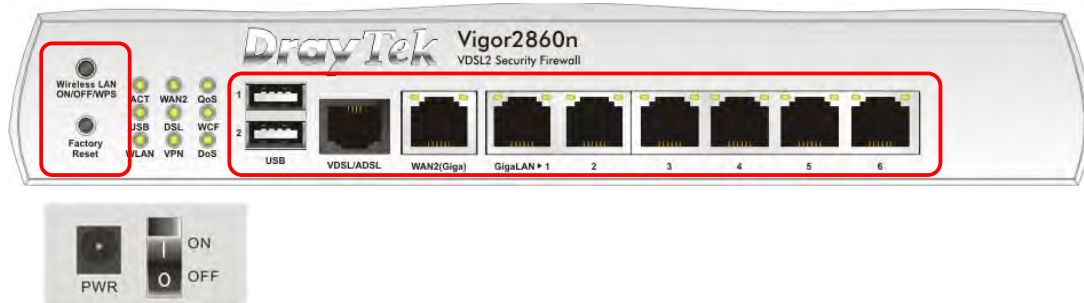 DrayTek Vigor2860n
VDSL2 Security Firewall
Wireless LAN
ON/OFF/WPS
Factory
Reset
ACT WAN2 QoS
USB DSL WCF
WLAN VPN DoS
1
2
USB VDSL/ADSL WAN2(Giga) GigaLAN ▶ 1 2 3 4 5 6
PWR
ON
OFF
I
0